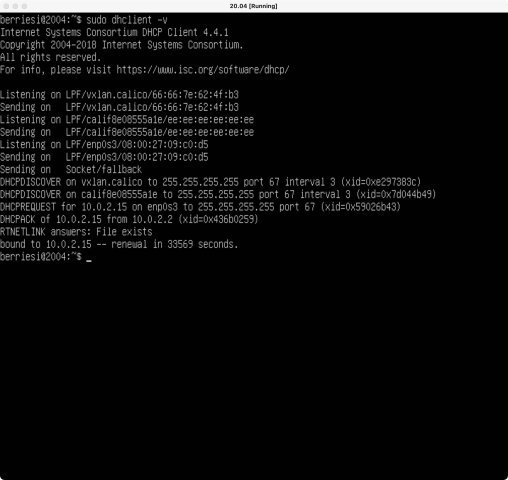 20.04 [Running]
berriesi@2004:~$ sudo dhclient -v
Internet Systems Consortium DHCP Client 4.4.1
Copyright 2004-2018 Internet Systems Consortium.
All rights reserved.
For info, please visit https://www.isc.org/software/dhcp/
Listening on LPF/vxlan.calico/66:66:7e:62:4f:b3
Sending on   LPF/vxlan.calico/66:66:7e:62:4f:b3
Listening on LPF/calif8e08555a1e/ee:ee:ee:ee:ee:ee
Sending on   LPF/calif8e08555a1e/ee:ee:ee:ee:ee:ee
Listening on LPF/enp0s3/08:00:27:09:c0:d5
Sending on   LPF/enp0s3/08:00:27:09:c0:d5
Sending on   Socket/fallback
DHCPDISCOVER on vxlan.calico to 255.255.255.255 port 67 interval 3 (xid=0xe297383c)
DHCPDISCOVER on calif8e08555a1e to 255.255.255.255 port 67 interval 3 (xid=0x7d044b49)
DHCPREQUEST for 10.0.2.15 on enp0s3 to 255.255.255.255 port 67 (xid=0x59026b43)
DHCPACK of 10.0.2.15 from 10.0.2.2 (xid=0x436b0259)
RTNETLINK answers: File exists
bound to 10.0.2.15 -- renewal in 33569 seconds.
berriesi@2004:~$ _